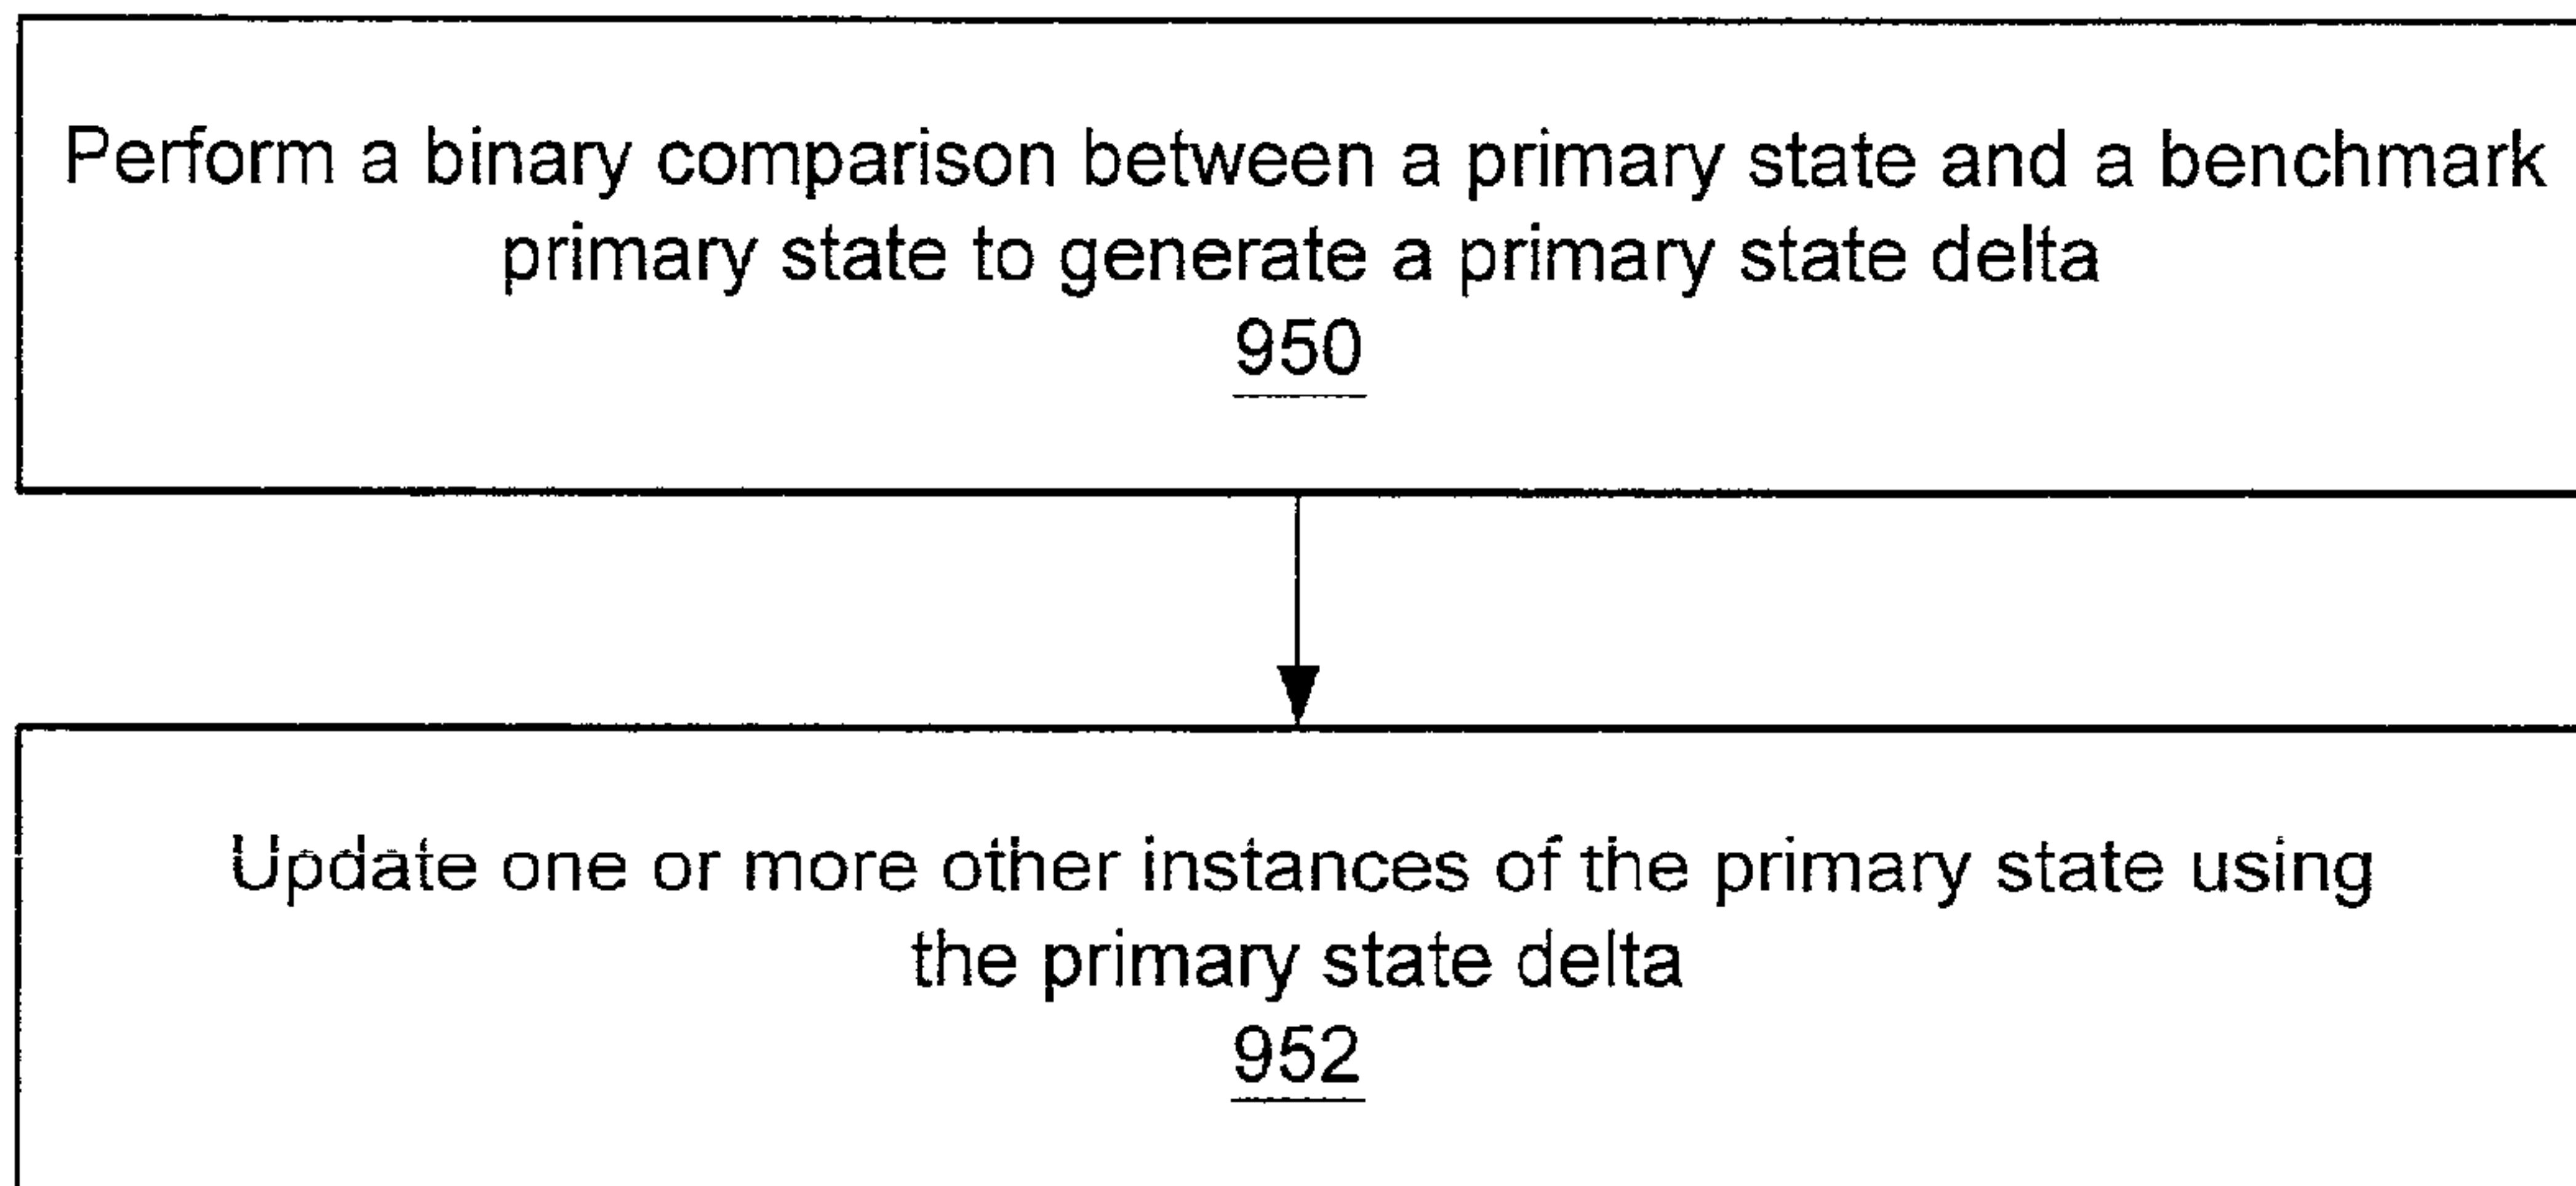 Perform a binary comparison between a primary state and a benchmark
primary state to generate a primary state delta
950
Update one or more other instances of the primary state using
the primary state delta
952